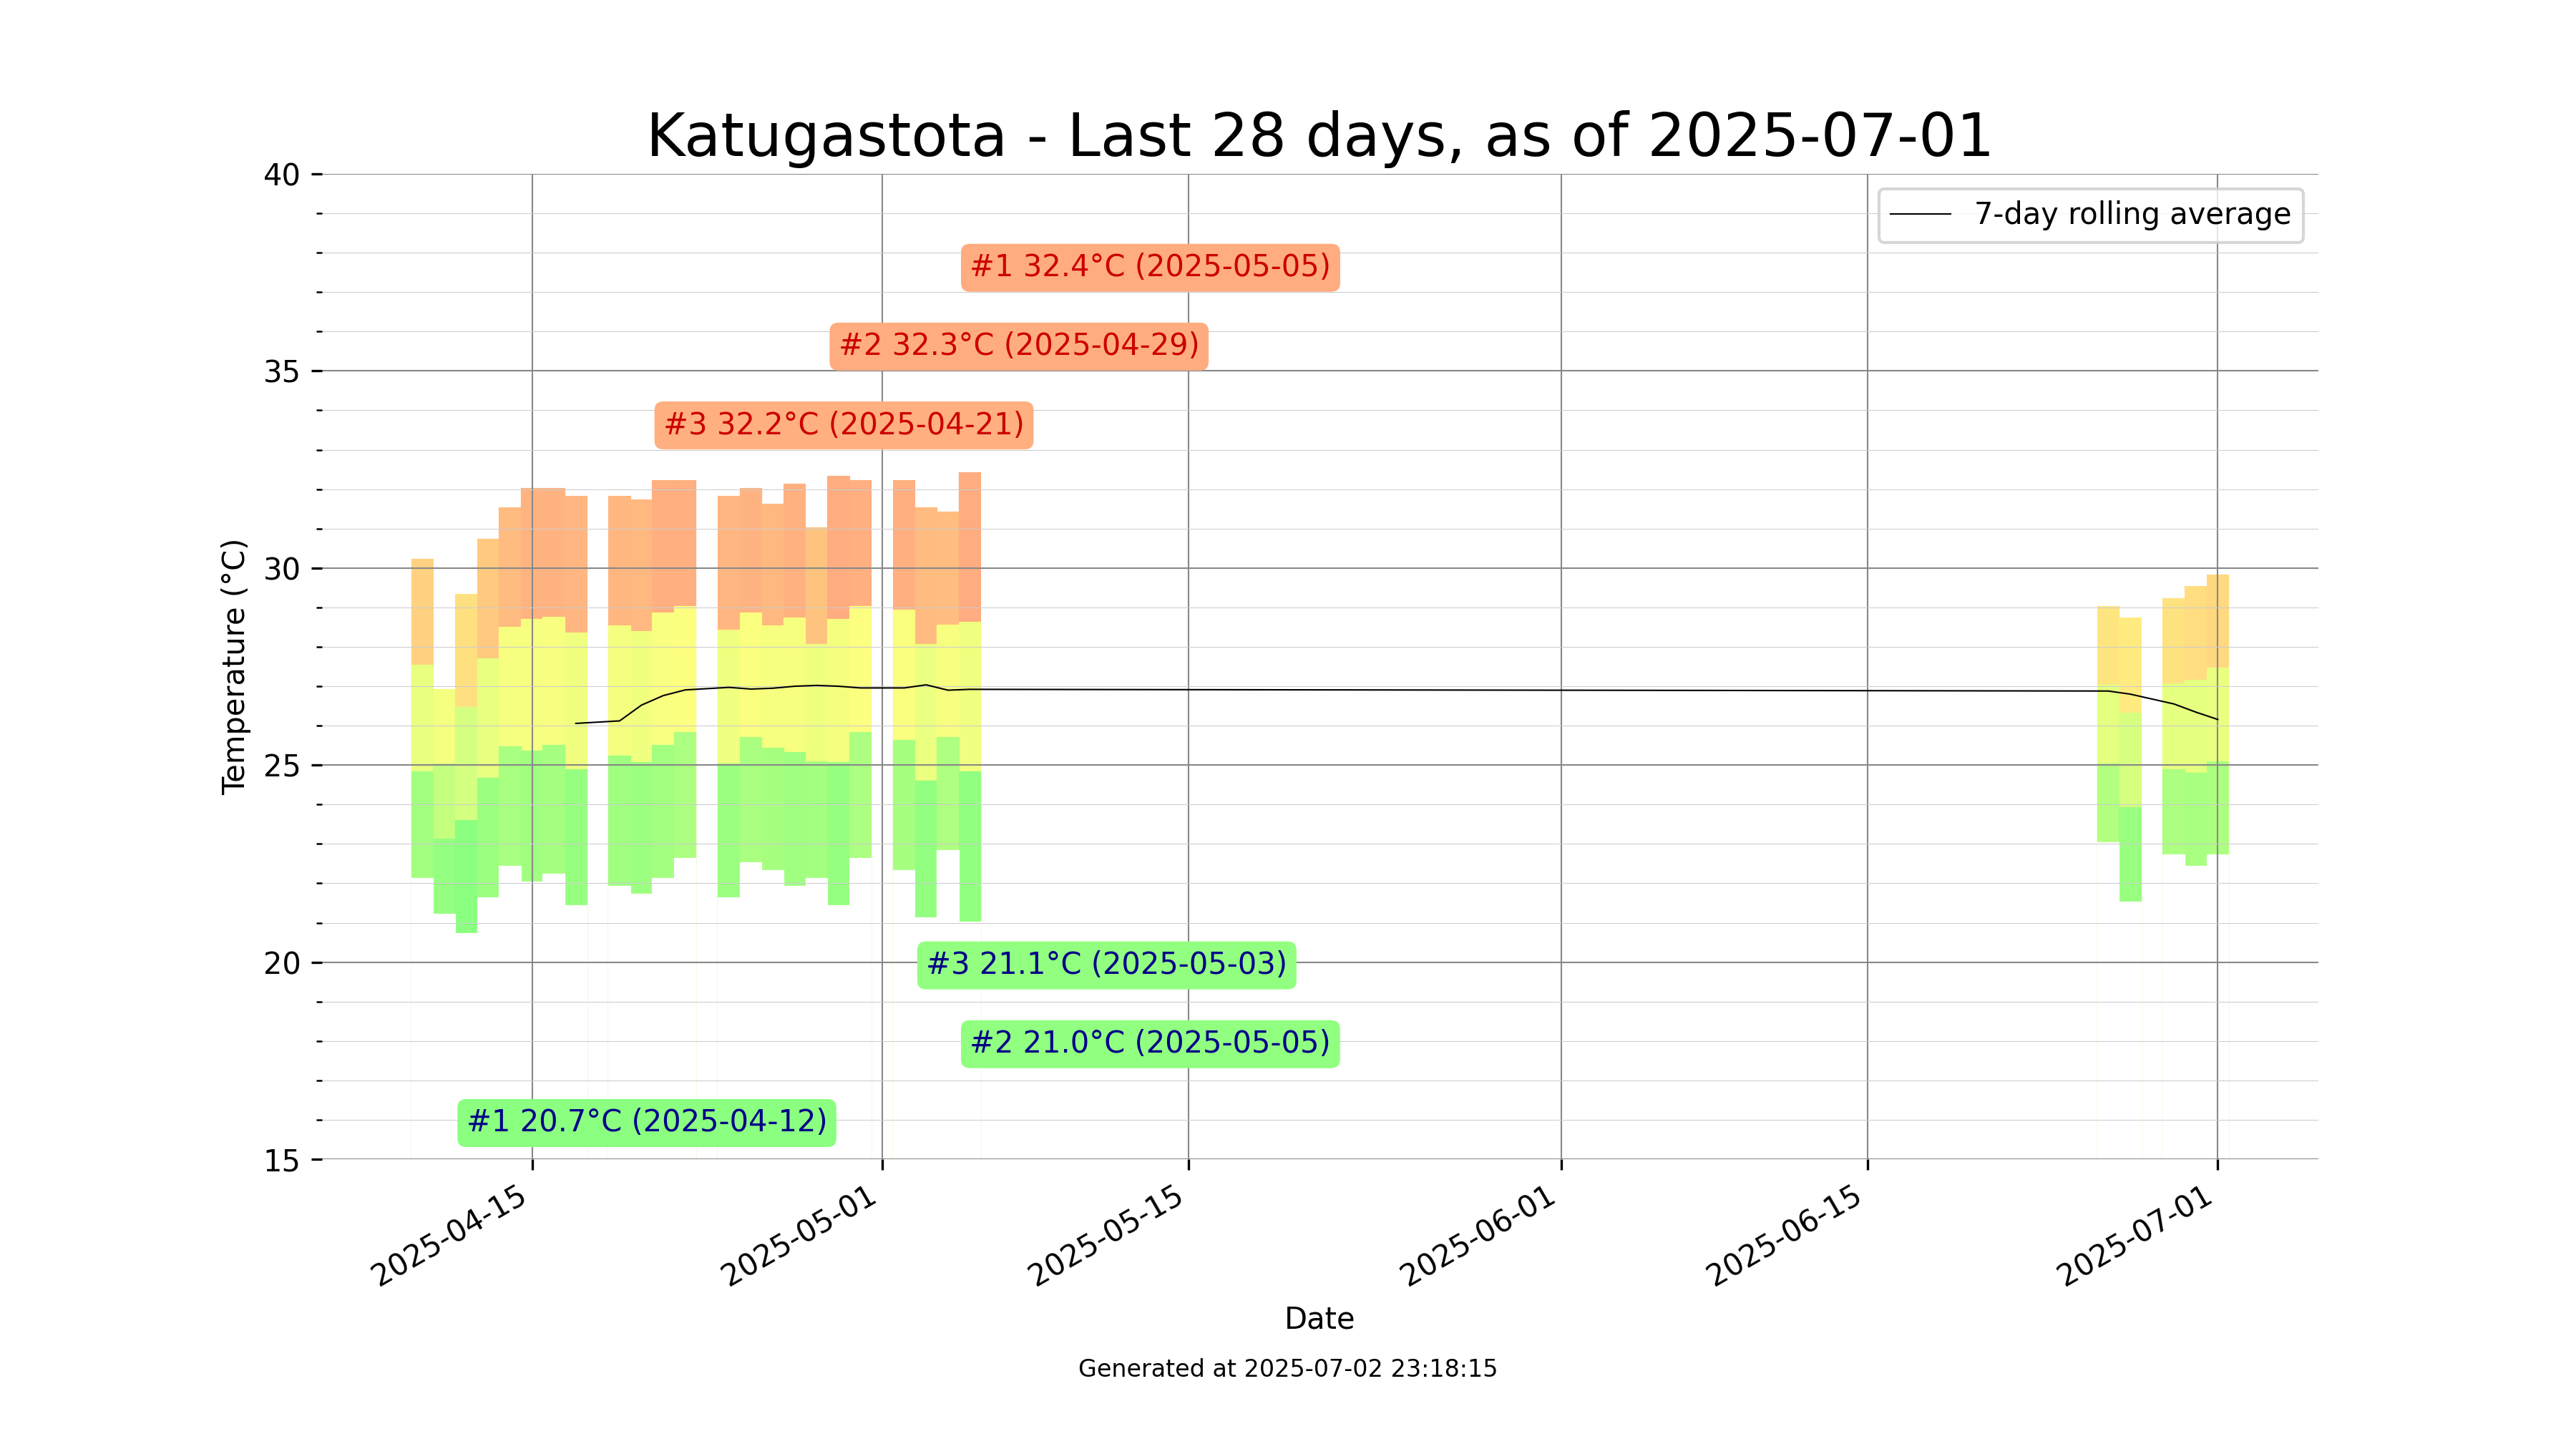 Katugastota - Last 28 days, as of 2025-07-01
40
7-day rolling average
#1 32.4°C (2025-05-05)
#2 32.3°C (2025-04-29)
35
#3 32.2°C (2025-04-21)
30
Temperature (°C)
25
20
#3 21.1°C (2025-05-03)
#2 21.0°C (2025-05-05)
#1 20.7°C (2025-04-12)
15
2025-04-15
2025-05-01
2025-05-15
2025-06-01
2025-06-15
2025-07-01
Date
Generated at 2025-07-02 23:18:15